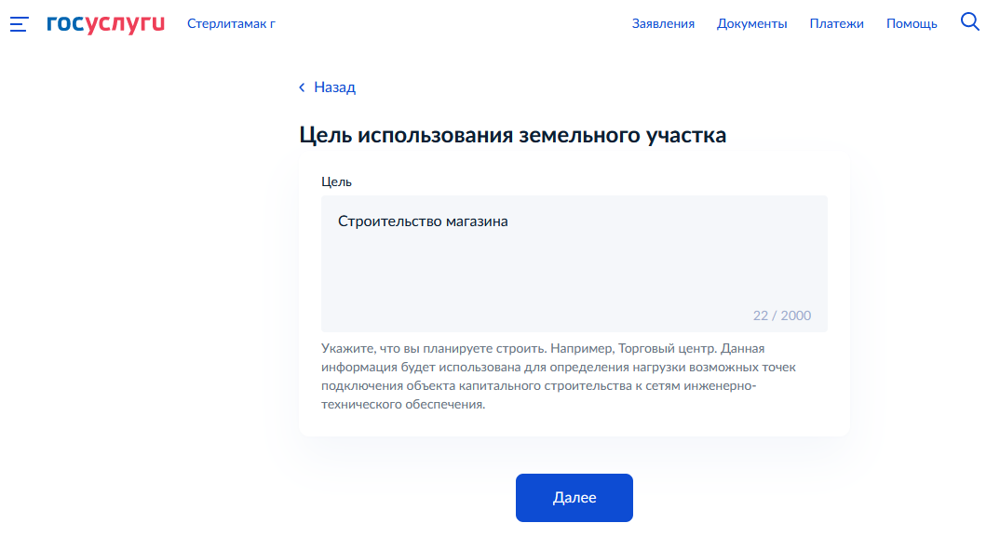 госуслуги Стерлитамак г Заявления Документы Платежи Помощь
Назад
Цель использования земельного участка
Цель
Строительство магазина
22 / 2000
Укажите, что вы планируете строить. Например, Торговый центр. Данная
информация будет использована для определения нагрузки возможных точек
подключения объекта капитального строительства к сетям инженерно-
технического обеспечения.
Далее